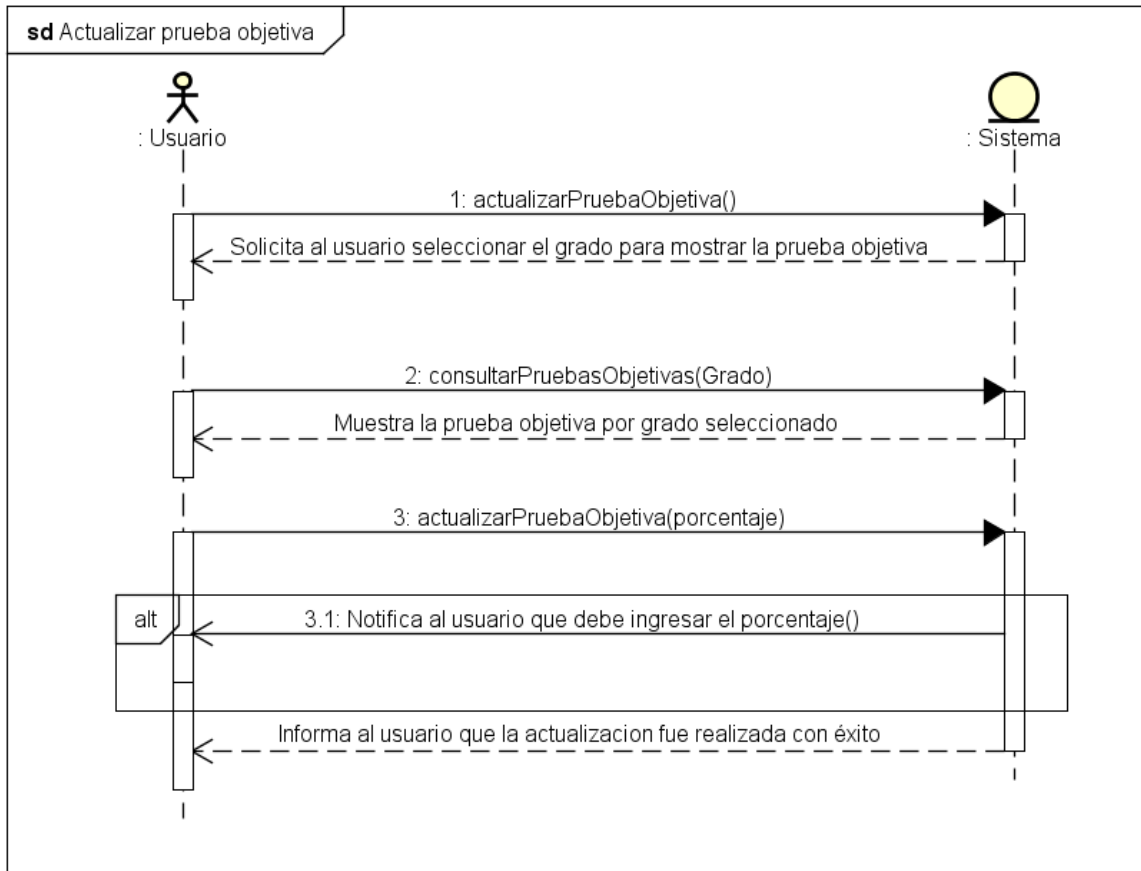 sd Actualizar prueba objetiva
: Usuario
: Sistema
1: actualizarPruebaObjetiva()
Solicita al usuario seleccionar el grado para mostrar la prueba objetiva
2: consultarPruebasObjetivas(Grado)
Muestra la prueba objetiva por grado seleccionado
3: actualizarPruebaObjetiva(porcentaje)
alt
3.1: Notifica al usuario que debe ingresar el porcentaje()
Informa al usuario que la actualizacion fue realizada con éxito